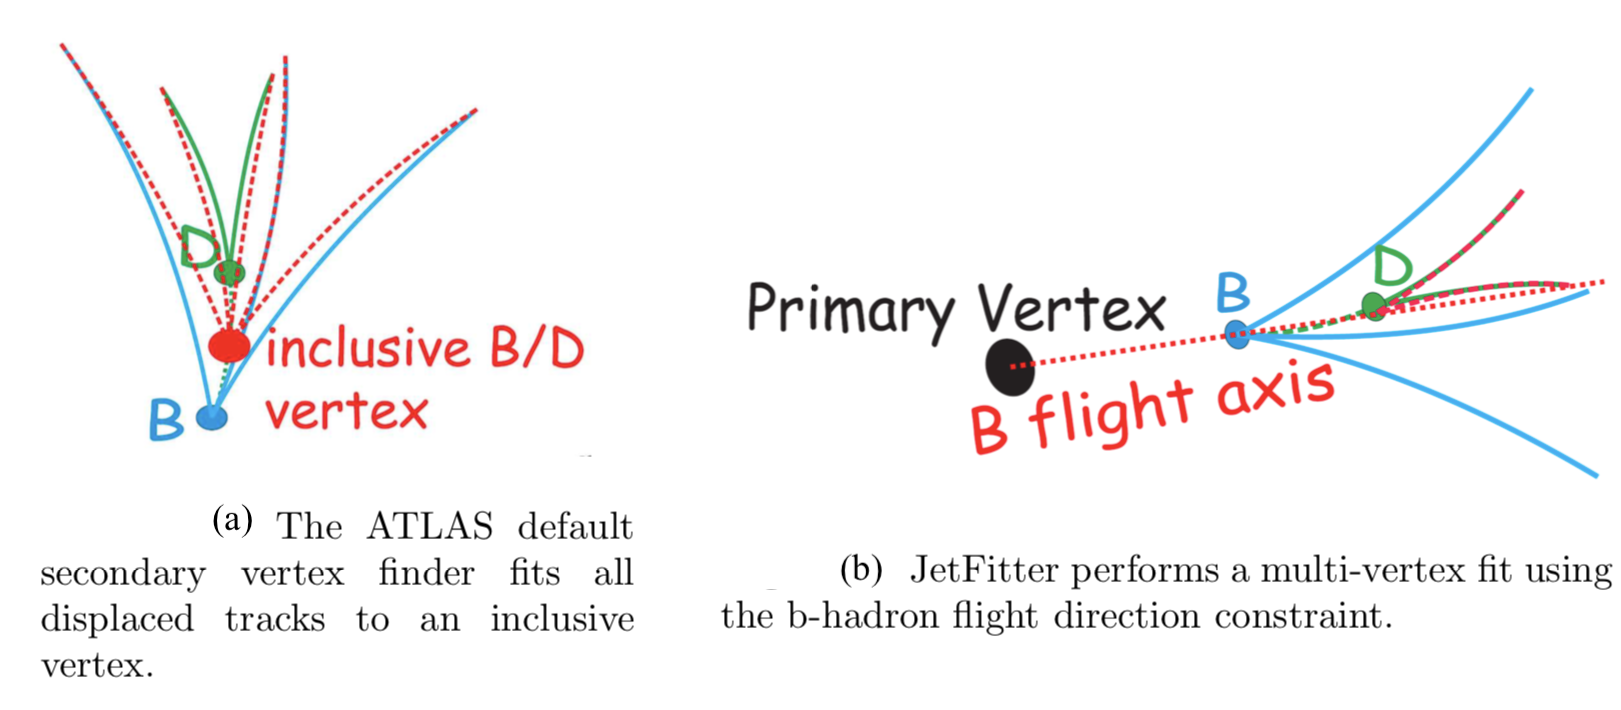 D
inclusive B/D
vertex
B
(a) The ATLAS default
secondary vertex finder fits all
displaced tracks to an inclusive
vertex.
D
B
Primary Vertex
B flight axis
(b) JetFitter performs a multi-vertex fit using
the b-hadron flight direction constraint.